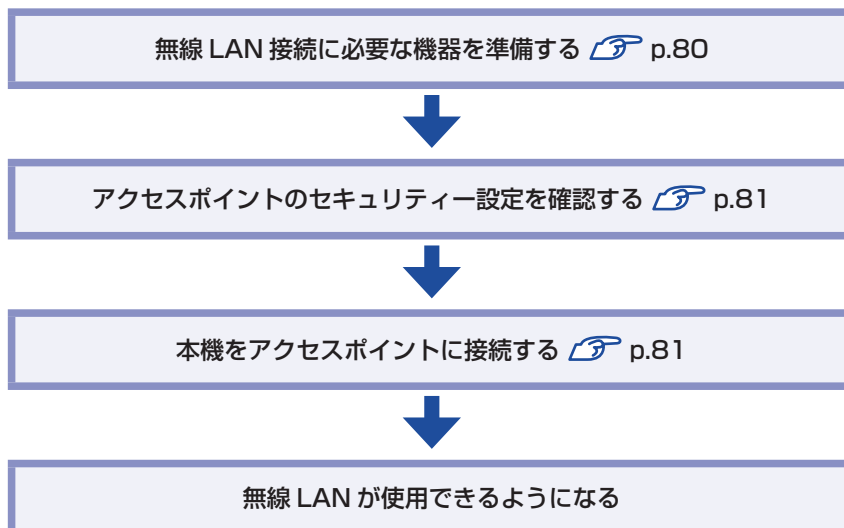 無線 LAN 接続に必要な機器を準備する p.80
アクセスポイントのセキュリティー設定を確認する p.81
本機をアクセスポイントに接続する p.81
無線 LAN が使用できるようになる